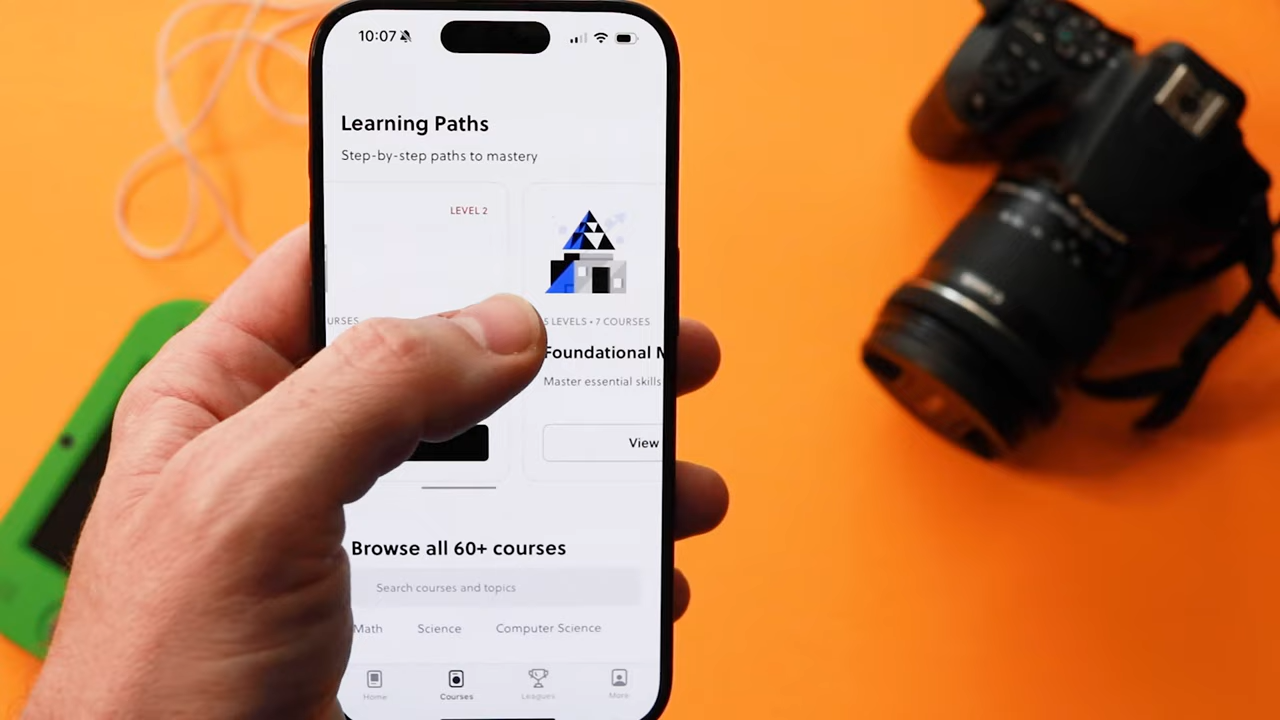 10:07
Learning Paths
Step-by-step paths to mastery
LEVEL 2
URSES
5 LEVELS • 7 COURSES
Foundational M
Master essential skills
View
Browse all 60+ courses
Search courses and topics
Math Science Computer Science
Home Courses Leagues More